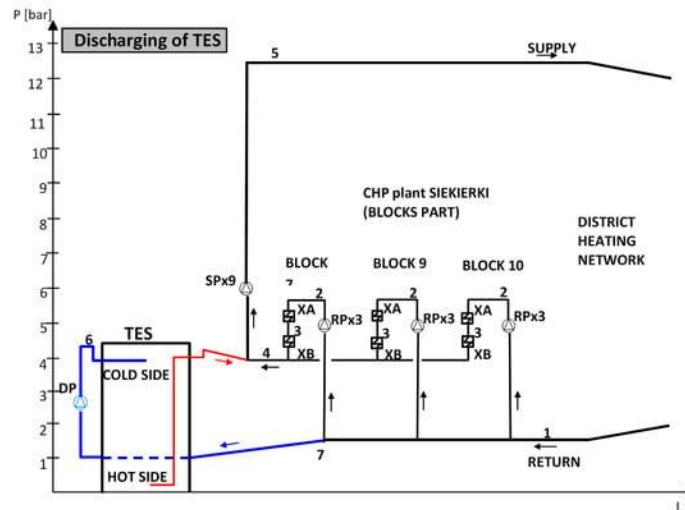 P [bar]
Discharging of TES
13
12
11
10
9
8
7
6
5
4
3
2
1
5
SUPPLY
CHP plant SIEKIERKI
(BLOCKS PART)
DISTRICT
HEATING
NETWORK
BLOCK
BLOCK 9
BLOCK 10
SPx9
2
2
2
XA
XA
XA
RPx3
RPx3
RPx3
3
3
3
XB
XB
XB
4
6
TES
COLD SIDE
DP
HOT SIDE
7
1
RETURN
L